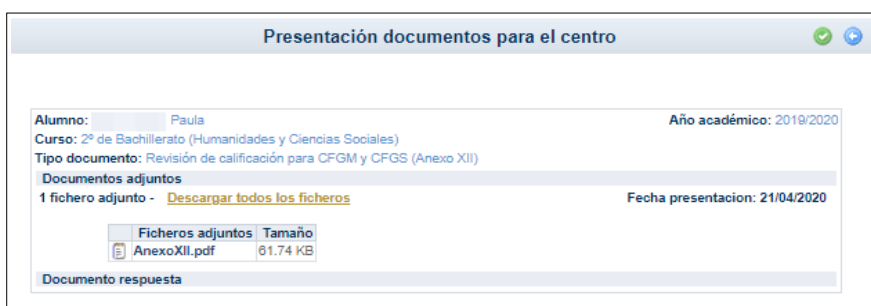 Presentación documentos para el centro
Alumno: Paula Año académico: 2019/2020
Curso: 2º de Bachillerato (Humanidades y Ciencias Sociales)
Tipo documento: Revisión de calificación para CFGM y CFGS (Anexo XII)
Documentos adjuntos
1 fichero adjunto - Descargar todos los ficheros Fecha presentacion: 21/04/2020
Ficheros adjuntos Tamaño
AnexoXII.pdf 61.74 KB
Documento respuesta